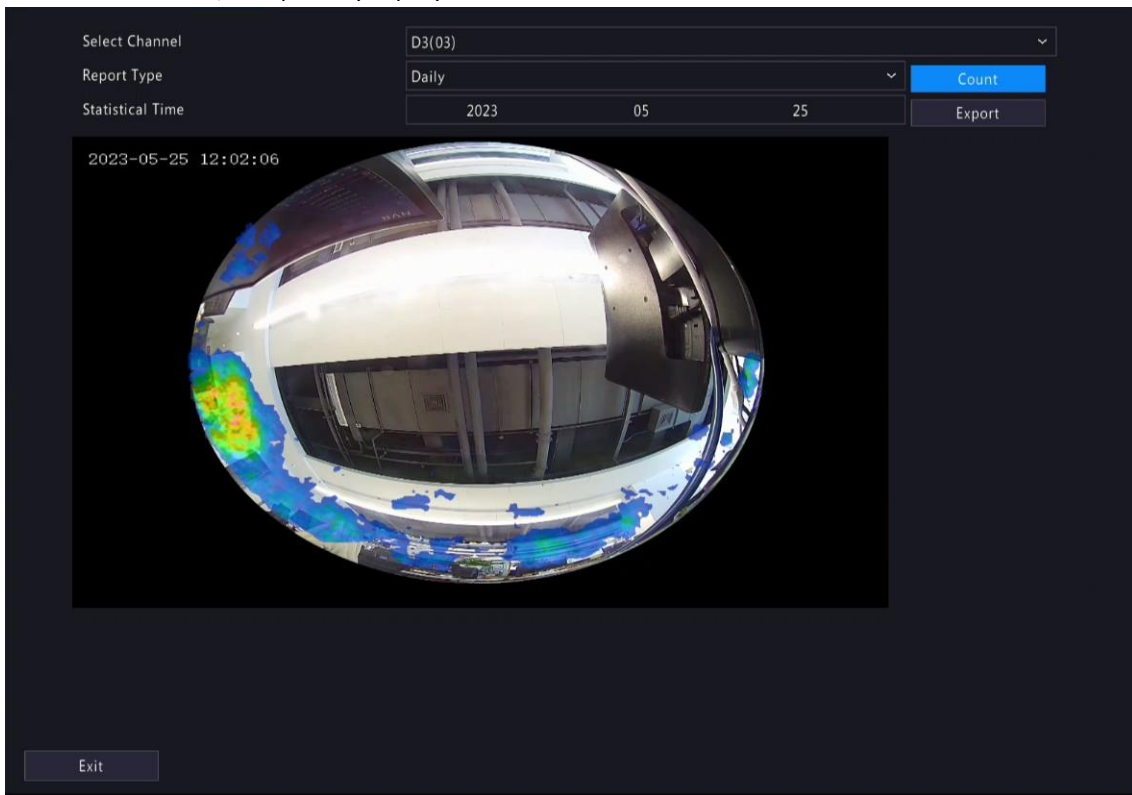 Select Channel D3(03)
Report Type Daily Count
Statistical Time 2023 05 25 Export
2023-05-25 12:02:06
Exit